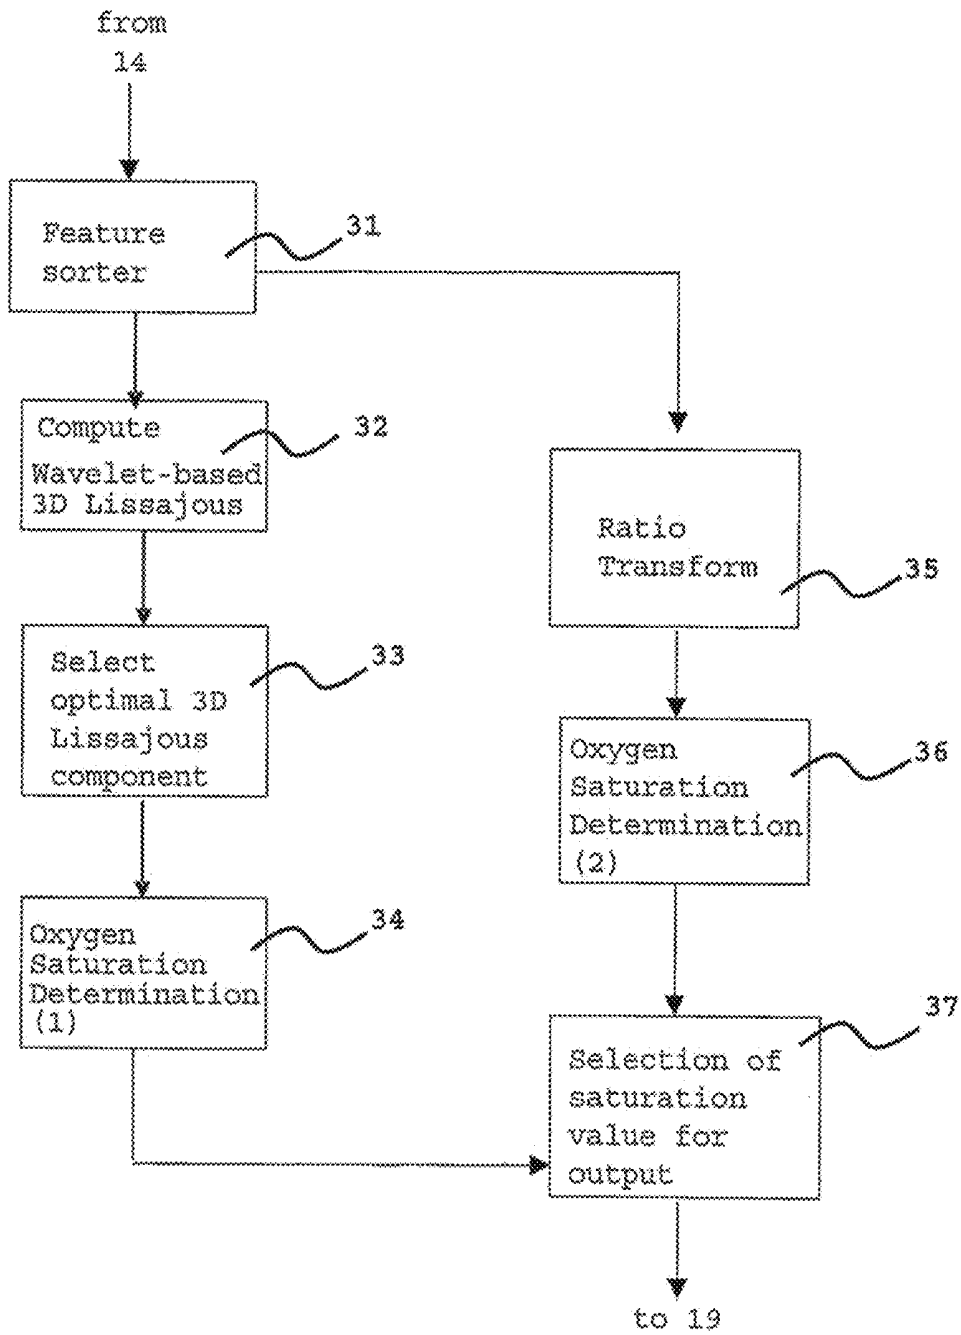 from
14
Feature
sorter
31
Compute
Wavelet-based
3D Lissajous
32
Select
optimal 3D
Lissajous
component
33
Oxygen
Saturation
Determination
(1)
34
Ratio
Transform
35
Oxygen
Saturation
Determination
(2)
36
Selection of
saturation
value for
output
37
to 19